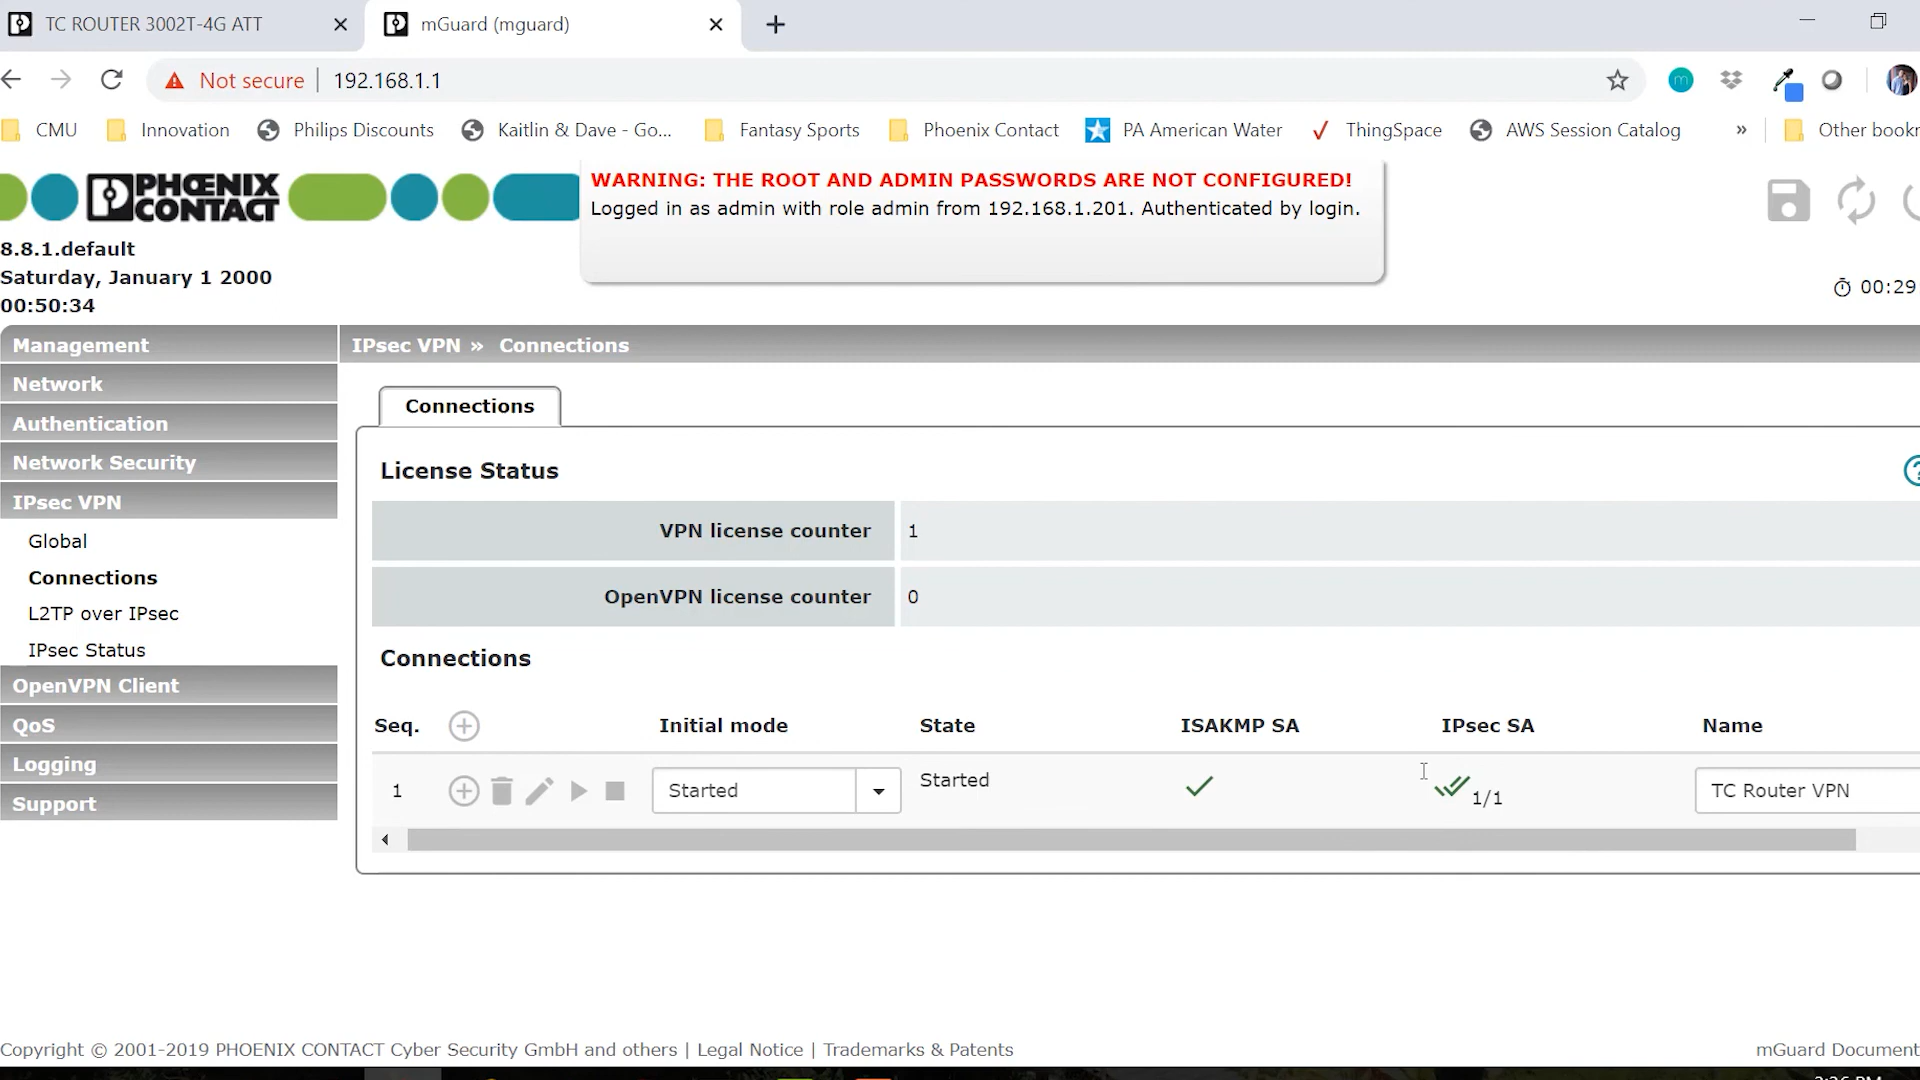 TC ROUTER 3002T-4G ATT
mGuard (mguard)
Not secure
192.168.1.1
CMU
Innovation
Philips Discounts
Kaitlin & Dave - Go...
Fantasy Sports
Phoenix Contact
PA American Water
ThingSpace
AWS Session Catalog
»
Other bookr
PHŒNIX
CONTACT
WARNING: THE ROOT AND ADMIN PASSWORDS ARE NOT CONFIGURED!
Logged in as admin with role admin from 192.168.1.201. Authenticated by login.
8.8.1.default
Saturday, January 1 2000
00:50:34
00:29
Management
Network
Authentication
Network Security
IPsec VPN
Global
Connections
L2TP over IPsec
IPsec Status
OpenVPN Client
QoS
Logging
Support
IPsec VPN » Connections
Connections
License Status
VPN license counter 1
OpenVPN license counter 0
Connections
Seq. Initial mode State ISAKMP SA IPsec SA Name
1 Started Started 1/1 TC Router VPN
Copyright © 2001-2019 PHOENIX CONTACT Cyber Security GmbH and others | Legal Notice | Trademarks & Patents
mGuard Document